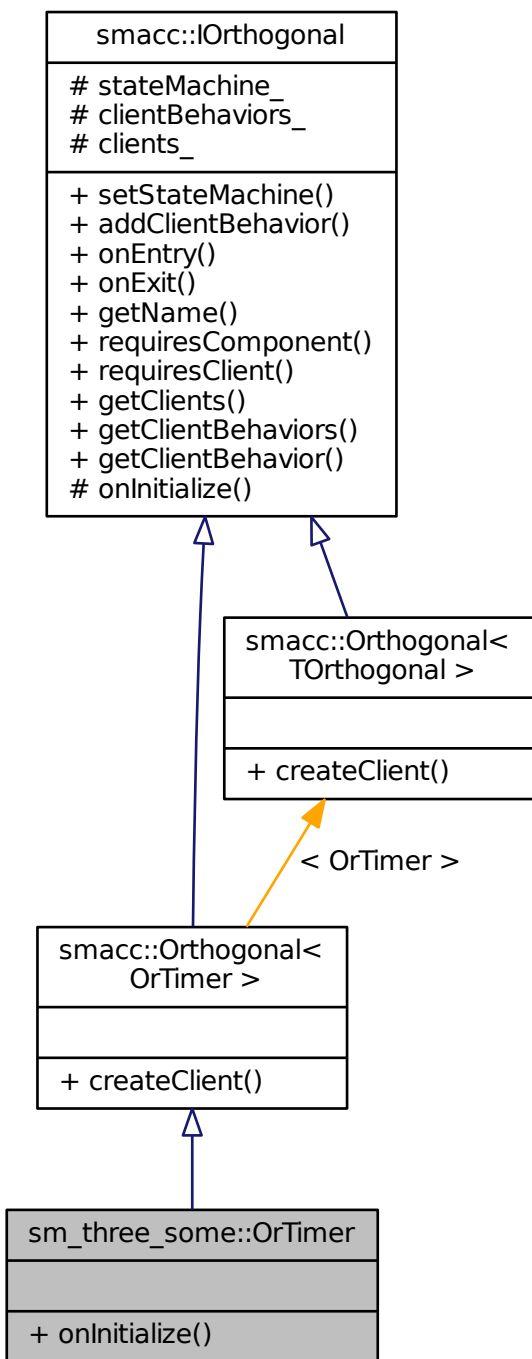 smacc::IOrthogonal
# stateMachine_
# clientBehaviors_
# clients_
+ setStateMachine()
+ addClientBehavior()
+ onEntry()
+ onExit()
+ getName()
+ requiresComponent()
+ requiresClient()
+ getClients()
+ getClientBehaviors()
+ getClientBehavior()
# onInitialize()
smacc::Orthogonal<
TOrthogonal >
+ createClient()
< OrTimer >
smacc::Orthogonal<
OrTimer >
+ createClient()
sm_three_some::OrTimer
+ onInitialize()